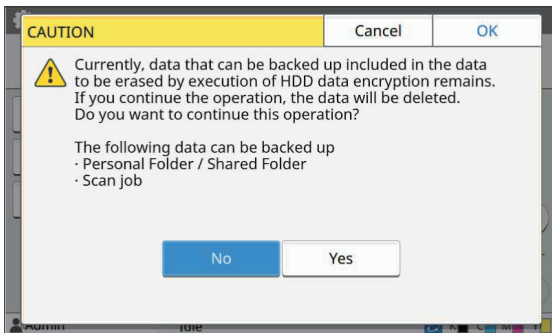 CAUTION
Cancel
OK
Currently, data that can be backed up included in the data
to be erased by execution of HDD data encryption remains.
If you continue the operation, the data will be deleted.
Do you want to continue this operation?
The following data can be backed up
· Personal Folder / Shared Folder
· Scan job
No
Yes
Admin
Idle
K C M Y